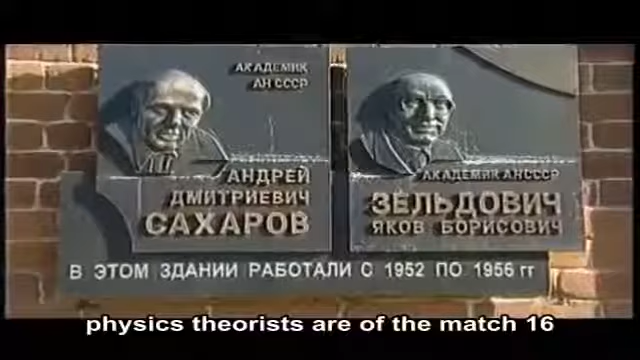 АКАДЕМИК
АН СССР
АНДРЕЙ
ДМИТРИЕВИЧ
САХАРОВ
АКАДЕМИК АН СССР
ЗЕЛЬДОВИЧ
ЯКОВ БОРИСОВИЧ
В ЭТОМ ЗДАНИИ РАБОТАЛИ С 1952 ПО 1956 гг
physics theorists are of the match 16